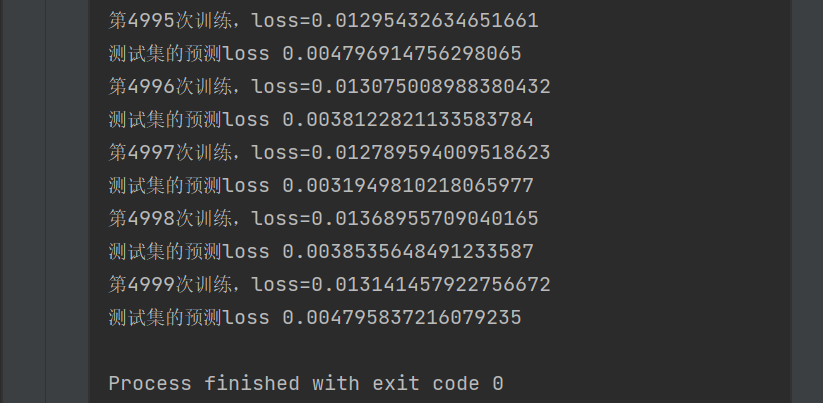 第4995次训练，loss=0.01295432634651661
测试集的预测loss 0.004796914756298065
第4996次训练，loss=0.013075008988380432
测试集的预测loss 0.0038122821133583784
第4997次训练，loss=0.012789594009518623
测试集的预测loss 0.0031949810218065977
第4998次训练，loss=0.01368955709040165
测试集的预测loss 0.0038535648491233587
第4999次训练，loss=0.013141457922756672
测试集的预测loss 0.004795837216079235
Process finished with exit code 0